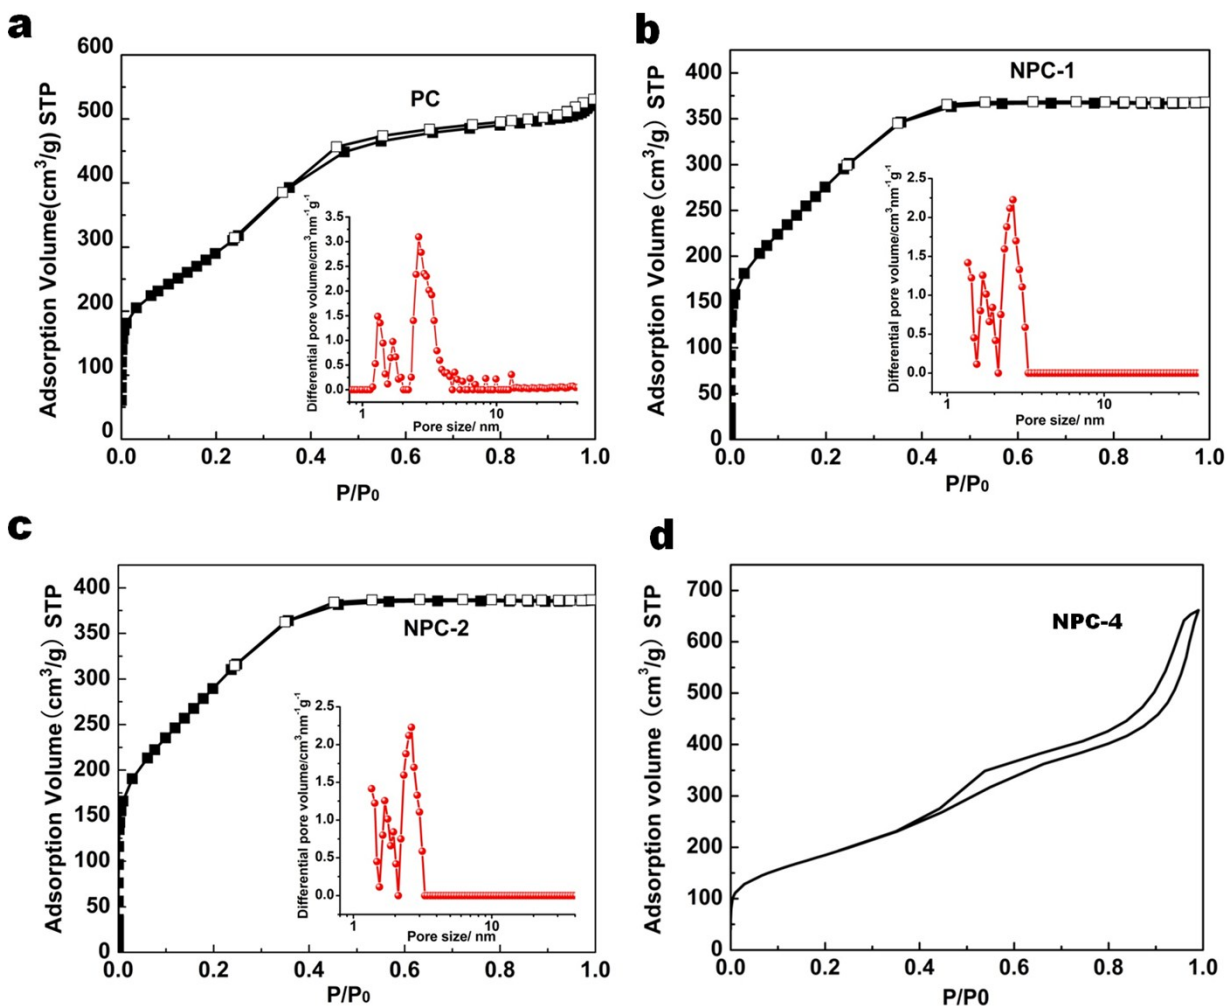 a
600
500
400
300
200
100
0
Adsorption Volume(cm³/g) STP
PC
3.5
3.0
2.5
2.0
1.5
1.0
0.5
0.0
Differential pore volume/cm³nm⁻¹g¹
1 10
Pore size/ nm
0.0 0.2 0.4 0.6 0.8 1.0
P/P₀
b
400
350
300
250
200
150
100
50
0
Adsorption Volume (cm³/g) STP
NPC-1
2.5
2.0
1.5
1.0
0.5
0.0
Differential pore volume/cm³nm⁻¹g¹
1 10
Pore size/ nm
0.0 0.2 0.4 0.6 0.8 1.0
P/P₀
c
400
350
300
250
200
150
100
50
0
Adsorption Volume (cm³/g) STP
NPC-2
2.5
2.0
1.5
1.0
0.5
0.0
Differential pore volume/cm³nm⁻¹g¹
1 10
Pore size/ nm
0.0 0.2 0.4 0.6 0.8 1.0
P/P₀
d
700
600
500
400
300
200
100
0
Adsorption volume (cm³/g) STP
NPC-4
0.0 0.2 0.4 0.6 0.8 1.0
P/P0